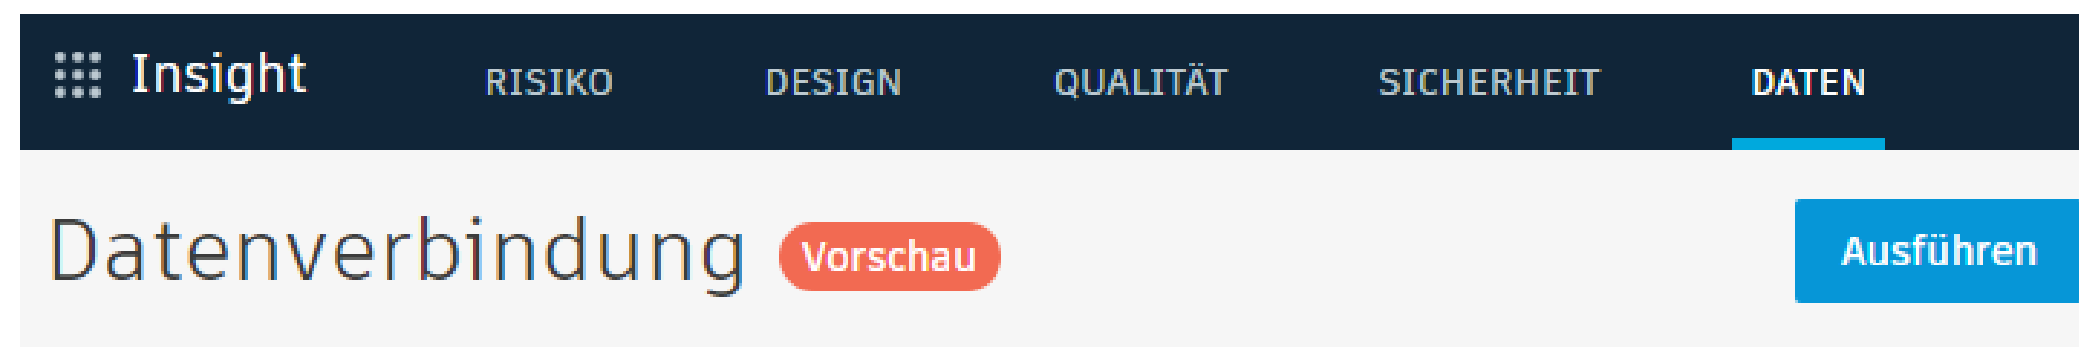 Insight RISIKO DESIGN QUALITÄT SICHERHEIT DATEN
Datenverbindung Vorschau Ausführen